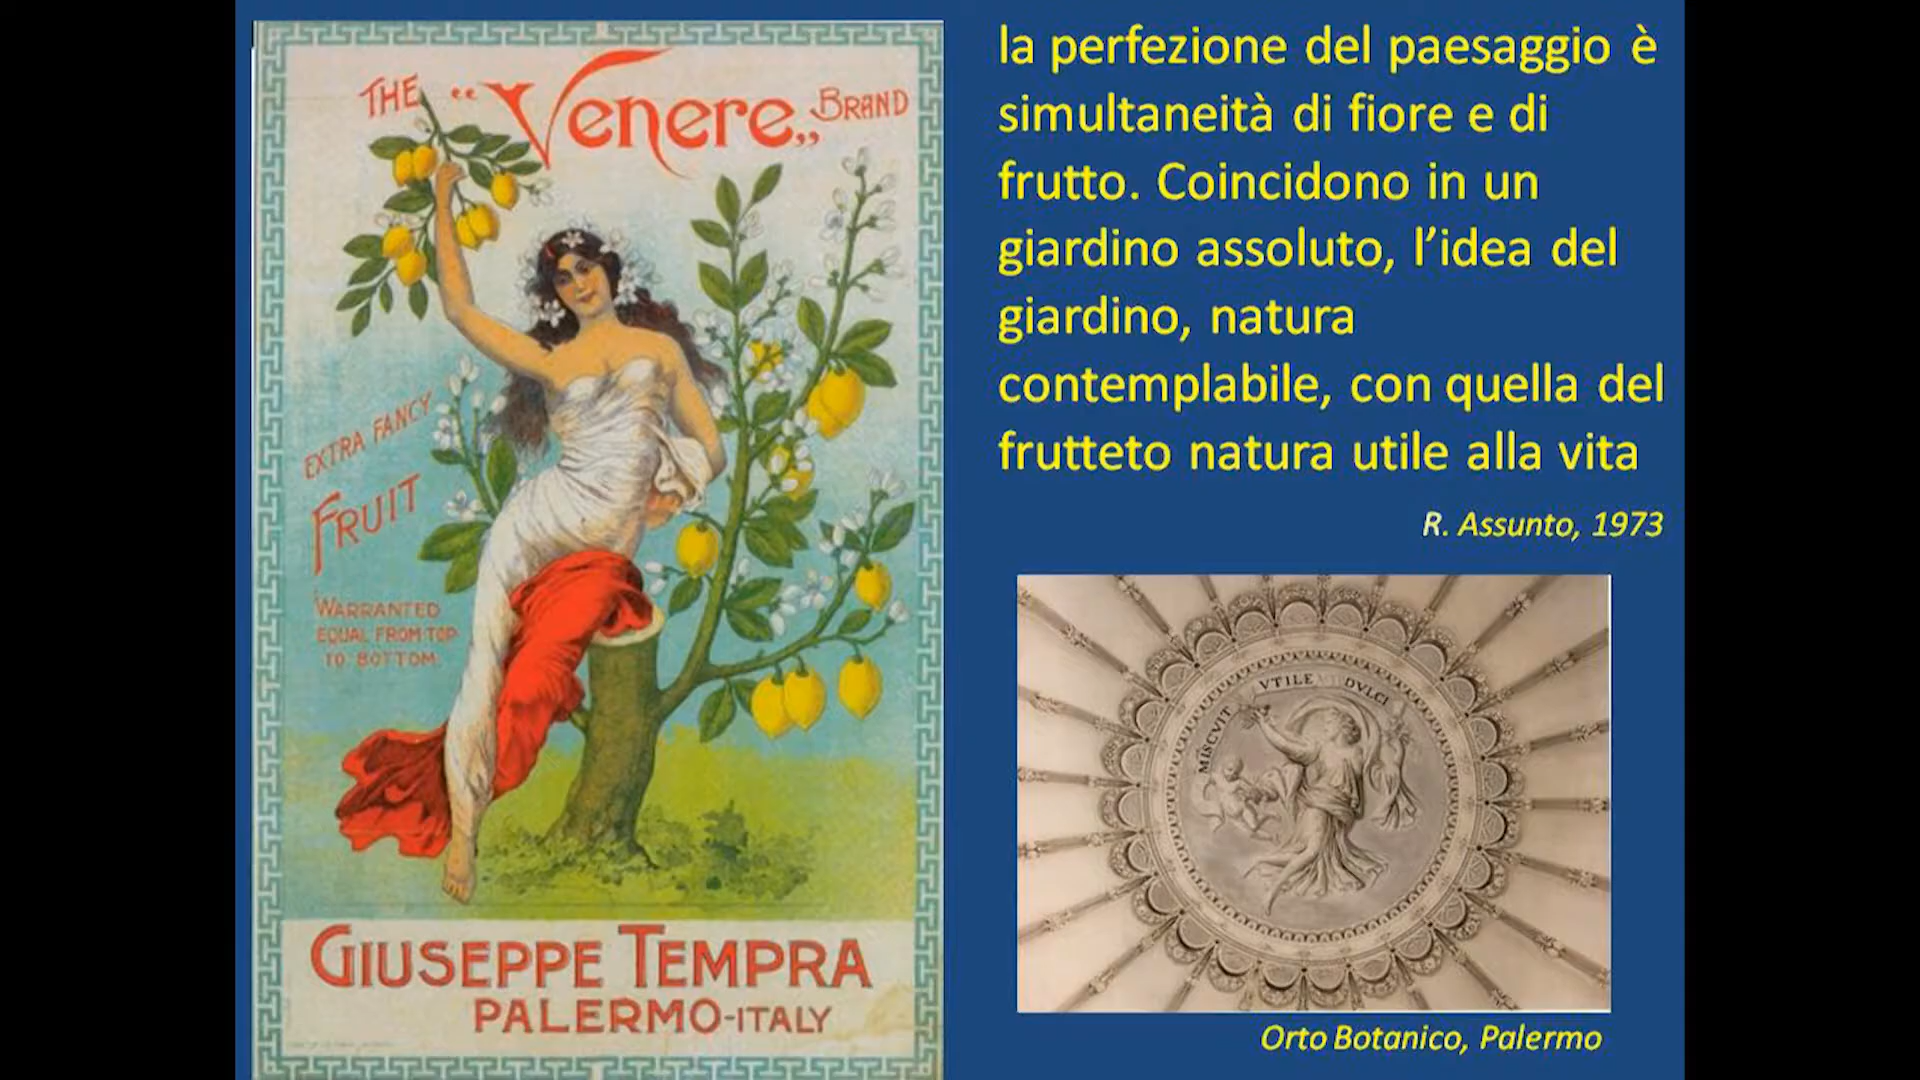 THE "Venere„ BRAND
EXTRA FANCY
FRUIT
WARRANTED
EQUAL FROM TOP
TO BOTTOM.
GIUSEPPE TEMPRA
PALERMO-ITALY
la perfezione del paesaggio è
simultaneità di fiore e di
frutto. Coincidono in un
giardino assoluto, l’idea del
giardino, natura
contemplabile, con quella del
frutteto natura utile alla vita
R. Assunto, 1973
MISCVIT VTILE DVLCI
Orto Botanico, Palermo